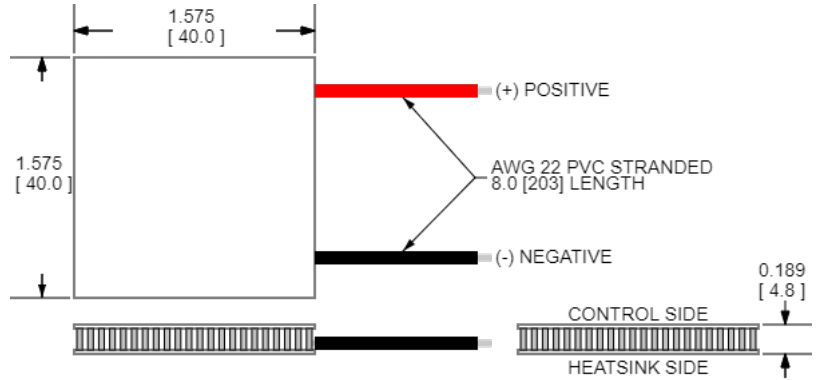 1.575
[ 40.0 ]
(+) POSITIVE
1.575
[ 40.0 ]
AWG 22 PVC STRANDED
8.0 [203] LENGTH
(-) NEGATIVE
0.189
[ 4.8 ]
CONTROL SIDE
HEATSINK SIDE